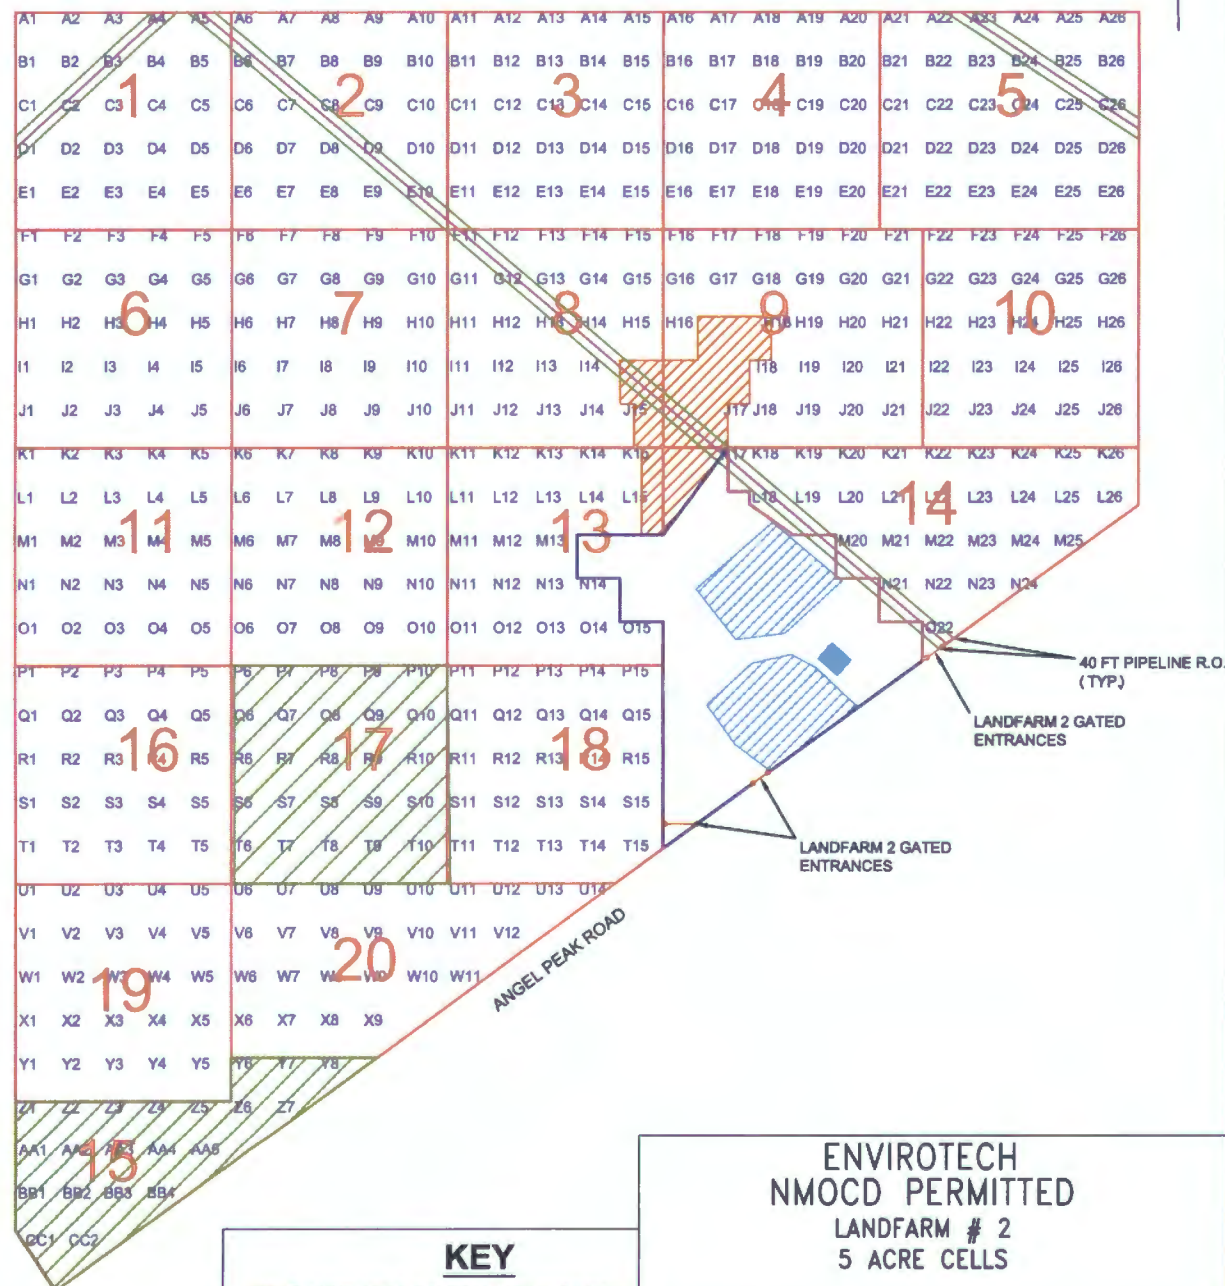 A1 A2 A3 A4 A5 A6 A7 A8 A9 A10 A11 A12 A13 A14 A15 A16 A17 A18 A19 A20 A21 A22 A23 A24 A25 A26
B1 B2 B3 B4 B5 B6 B7 B8 B9 B10 B11 B12 B13 B14 B15 B16 B17 B18 B19 B20 B21 B22 B23 B24 B25 B26
1 2 3 4 5
C1 C2 C3 C4 C5 C6 C7 C8 C9 C10 C11 C12 C13 C14 C15 C16 C17 C18 C19 C20 C21 C22 C23 C24 C25 C26
D1 D2 D3 D4 D5 D6 D7 D8 D9 D10 D11 D12 D13 D14 D15 D16 D17 D18 D19 D20 D21 D22 D23 D24 D25 D26
E1 E2 E3 E4 E5 E6 E7 E8 E9 E10 E11 E12 E13 E14 E15 E16 E17 E18 E19 E20 E21 E22 E23 E24 E25 E26
F1 F2 F3 F4 F5 F6 F7 F8 F9 F10 F11 F12 F13 F14 F15 F16 F17 F18 F19 F20 F21 F22 F23 F24 F25 F26
G1 G2 G3 G4 G5 G6 G7 G8 G9 G10 G11 G12 G13 G14 G15 G16 G17 G18 G19 G20 G21 G22 G23 G24 G25 G26
6 7 8 9 10
H1 H2 H3 H4 H5 H6 H7 H8 H9 H10 H11 H12 H13 H14 H15 H16 H18 H19 H20 H21 H22 H23 H24 H25 H26
I1 I2 I3 I4 I5 I6 I7 I8 I9 I10 I11 I12 I13 I14 I18 I19 I20 I21 I22 I23 I24 I25 I26
J1 J2 J3 J4 J5 J6 J7 J8 J9 J10 J11 J12 J13 J14 J15 J17 J18 J19 J20 J21 J22 J23 J24 J25 J26
K1 K2 K3 K4 K5 K6 K7 K8 K9 K10 K11 K12 K13 K14 K15 K17 K18 K19 K20 K21 K22 K23 K24 K25 K26
L1 L2 L3 L4 L5 L6 L7 L8 L9 L10 L11 L12 L13 L14 L15 L18 L19 L20 L21 L22 L23 L24 L25 L26
11 12 13 14
M1 M2 M3 M4 M5 M6 M7 M8 M9 M10 M11 M12 M13 M20 M21 M22 M23 M24 M25
N1 N2 N3 N4 N5 N6 N7 N8 N9 N10 N11 N12 N13 N14 N21 N22 N23 N24
O1 O2 O3 O4 O5 O6 O7 O8 O9 O10 O11 O12 O13 O14 O15 O22
40 FT PIPELINE R.O.
(TYP.)
P1 P2 P3 P4 P5 P6 P7 P8 P9 P10 P11 P12 P13 P14 P15
Q1 Q2 Q3 Q4 Q5 Q6 Q7 Q8 Q9 Q10 Q11 Q12 Q13 Q14 Q15
LANDFARM 2 GATED
ENTRANCES
16 17 18
R1 R2 R3 R4 R5 R6 R7 R8 R9 R10 R11 R12 R13 R14 R15
S1 S2 S3 S4 S5 S6 S7 S8 S9 S10 S11 S12 S13 S14 S15
T1 T2 T3 T4 T5 T6 T7 T8 T9 T10 T11 T12 T13 T14 T15
LANDFARM 2 GATED
ENTRANCES
U1 U2 U3 U4 U5 U6 U7 U8 U9 U10 U11 U12 U13 U14
V1 V2 V3 V4 V5 V6 V7 V8 V9 V10 V11 V12
ANGEL PEAK ROAD
19 20
W1 W2 W3 W4 W5 W6 W7 W8 W9 W10 W11
X1 X2 X3 X4 X5 X6 X7 X8 X9
Y1 Y2 Y3 Y4 Y5 Y6 Y7 Y8
Z1 Z2 Z3 Z4 Z5 Z6 Z7
AA1 AA2 AA3 AA4 AA5
15
BB1 BB2 BB3 BB4
CC1 CC2
KEY
ENVIROTECH
NMOCD PERMITTED
LANDFARM # 2
5 ACRE CELLS